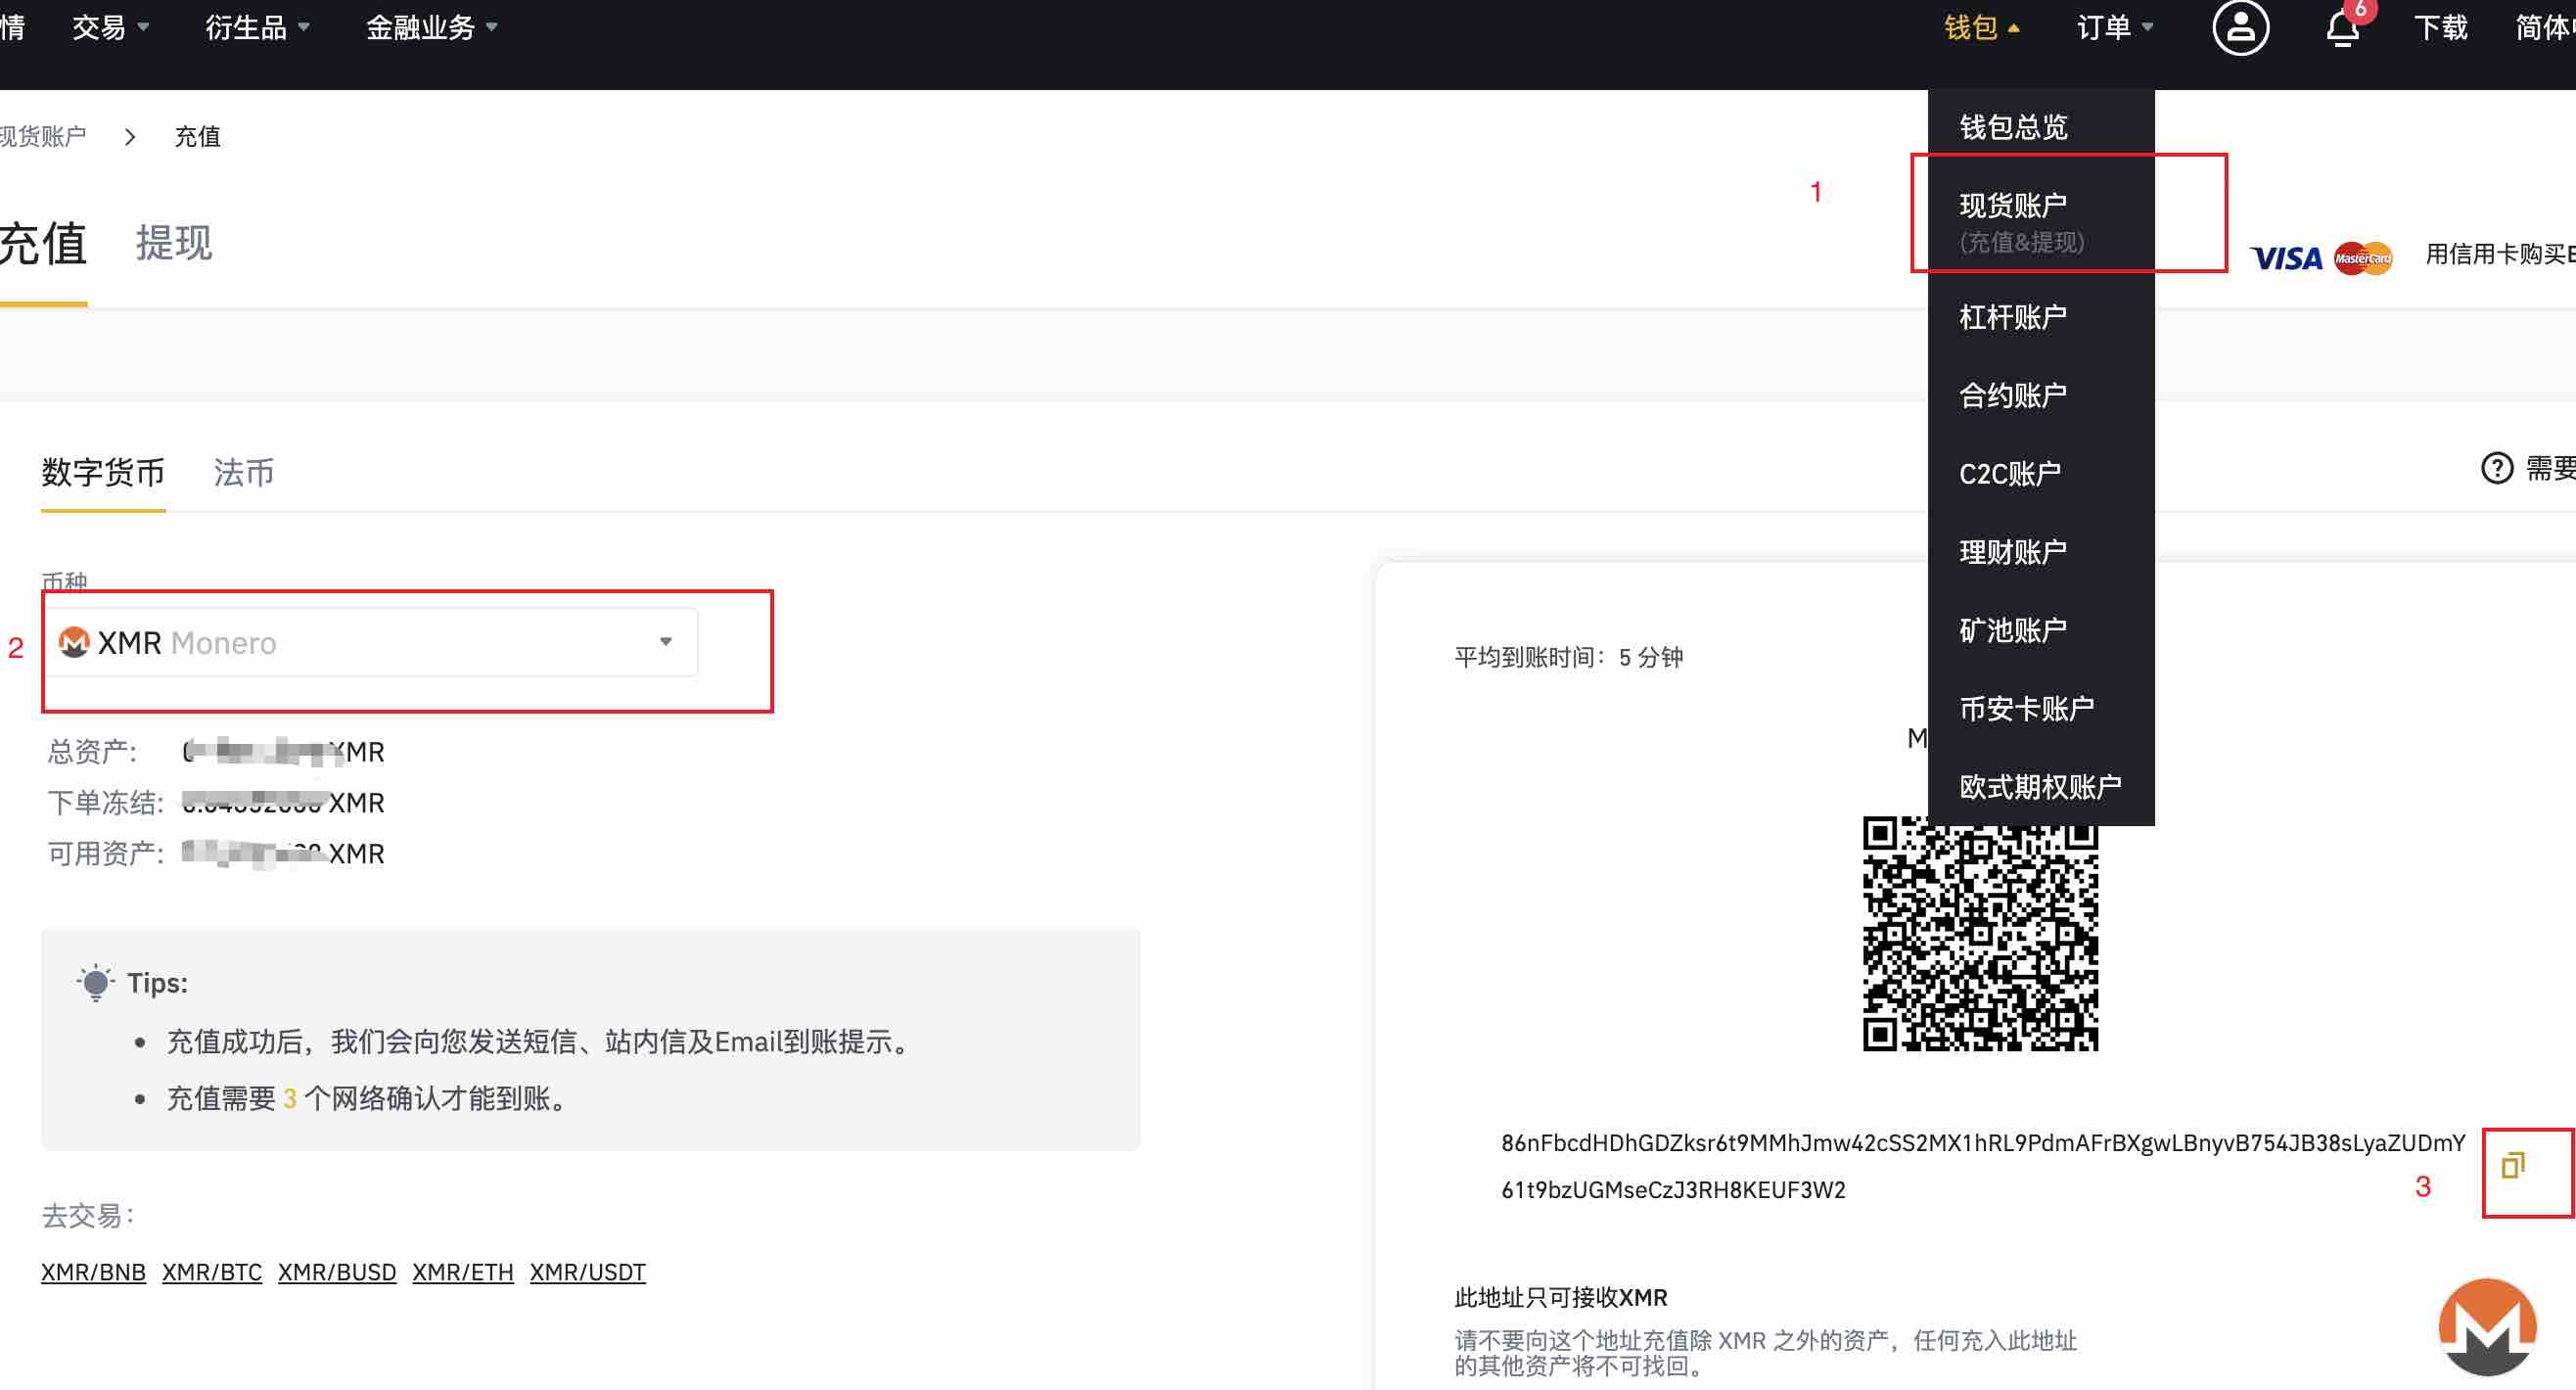 情 交易 衍生品 金融业务 钱包 订单 6 下载 简体
现货账户 > 充值
钱包总览
1
现货账户
(充值&提现)
充值 提现
VISA MasterCard 用信用卡购买
杠杆账户
合约账户
数字货币 法币
C2C账户
? 需要
理财账户
币种
2
XMR Monero
矿池账户
平均到账时间：5 分钟
币安卡账户
M
总资产: XMR
欧式期权账户
下单冻结: XMR
可用资产: XMR
Tips:
充值成功后，我们会向您发送短信、站内信及Email到账提示。
充值需要 3 个网络确认才能到账。
86nFbcdHDhGDZksr6t9MMhJmw42cSS2MX1hRL9PdmAFrBXgwLBnyvB754JB38sLyaZUDmY
61t9bzUGMseCzJ3RH8KEUF3W2
3
去交易：
XMR/BNB XMR/BTC XMR/BUSD XMR/ETH XMR/USDT
此地址只可接收XMR
请不要向这个地址充值除 XMR 之外的资产，任何充入此地址
的其他资产将不可找回。